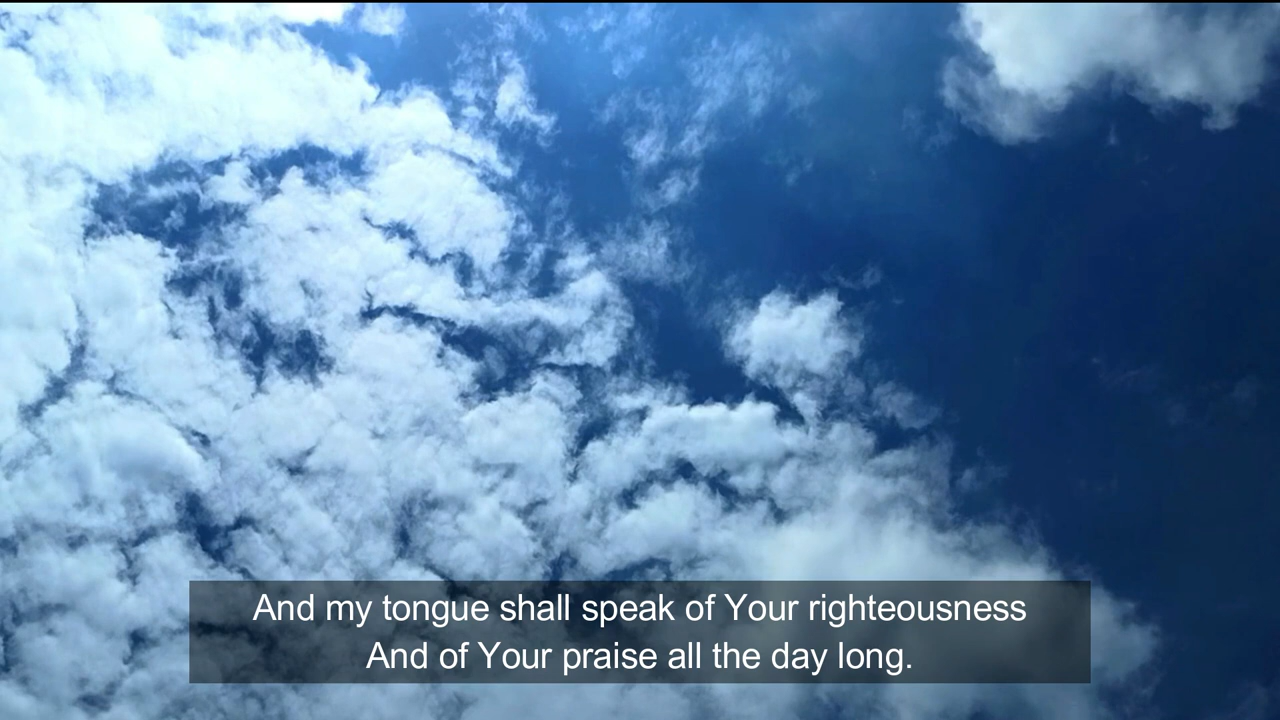 And my tongue shall speak of Your righteousness
And of Your praise all the day long.